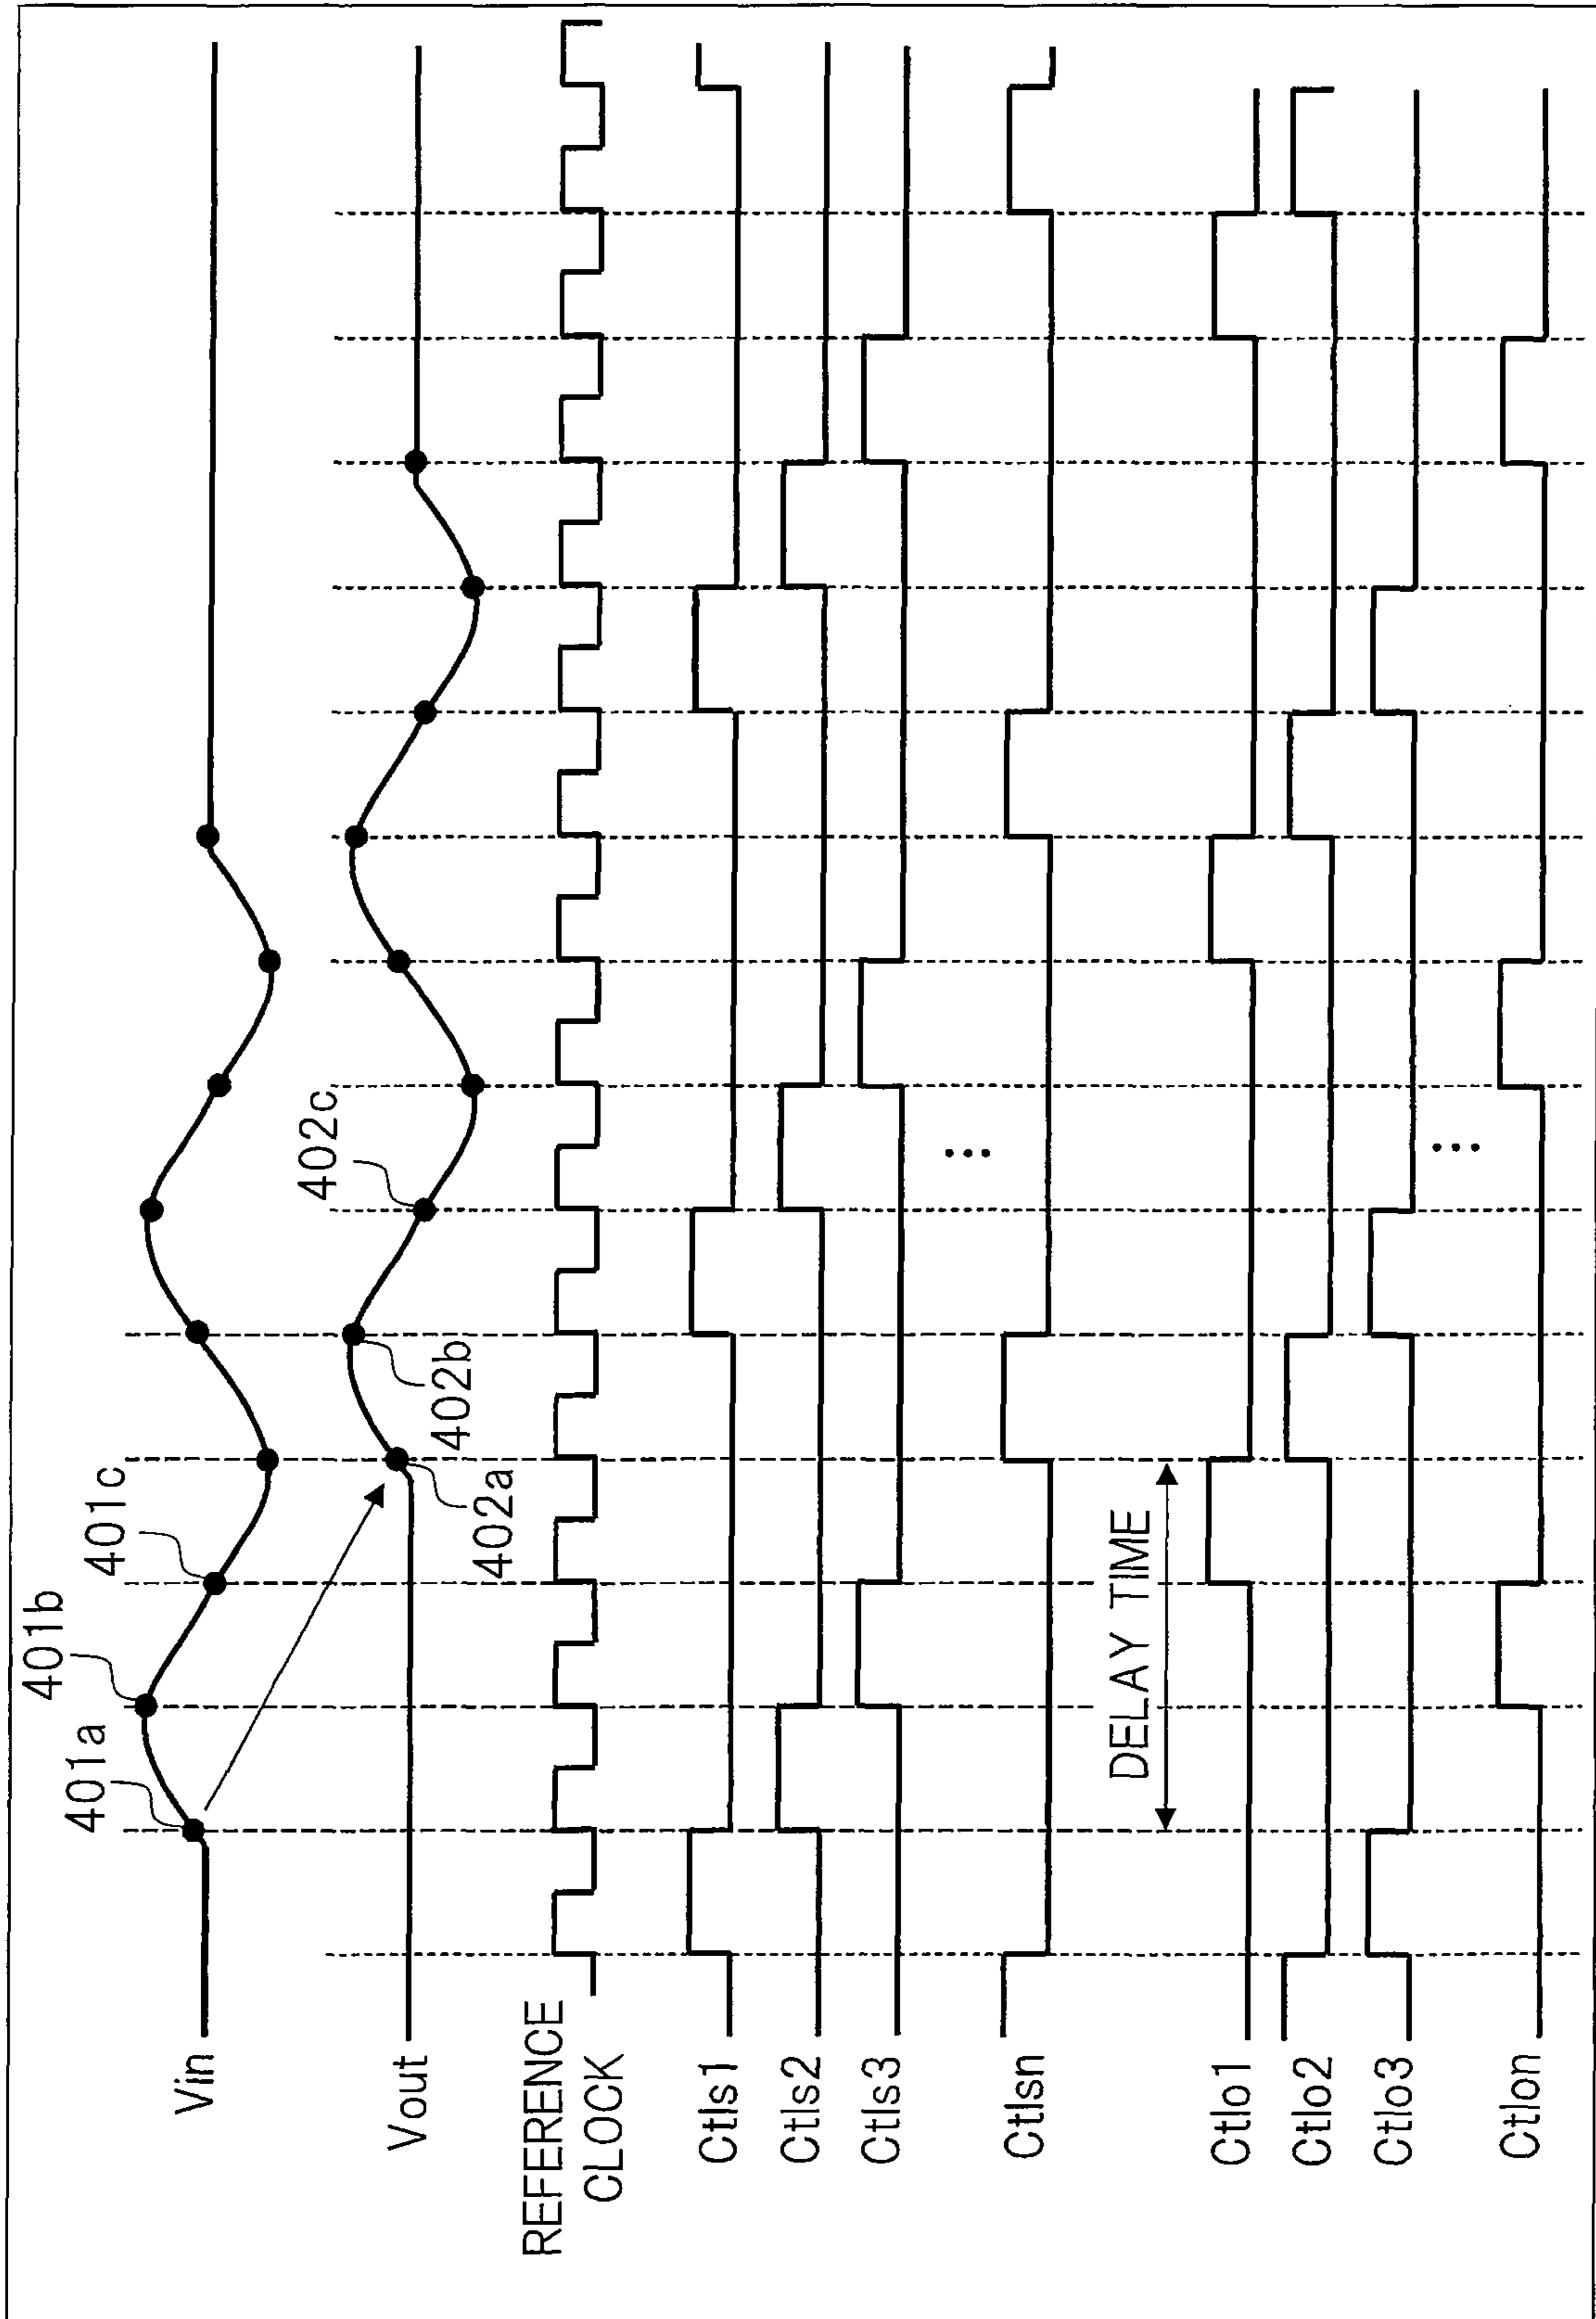 Vin
401a
401b
401c
Vout
402a
402b
402c
REFERENCE
CLOCK
Ctls1
Ctls2
Ctls3
...
Ctlsn
DELAY TIME
Ctlo1
Ctlo2
Ctlo3
...
Ctlon